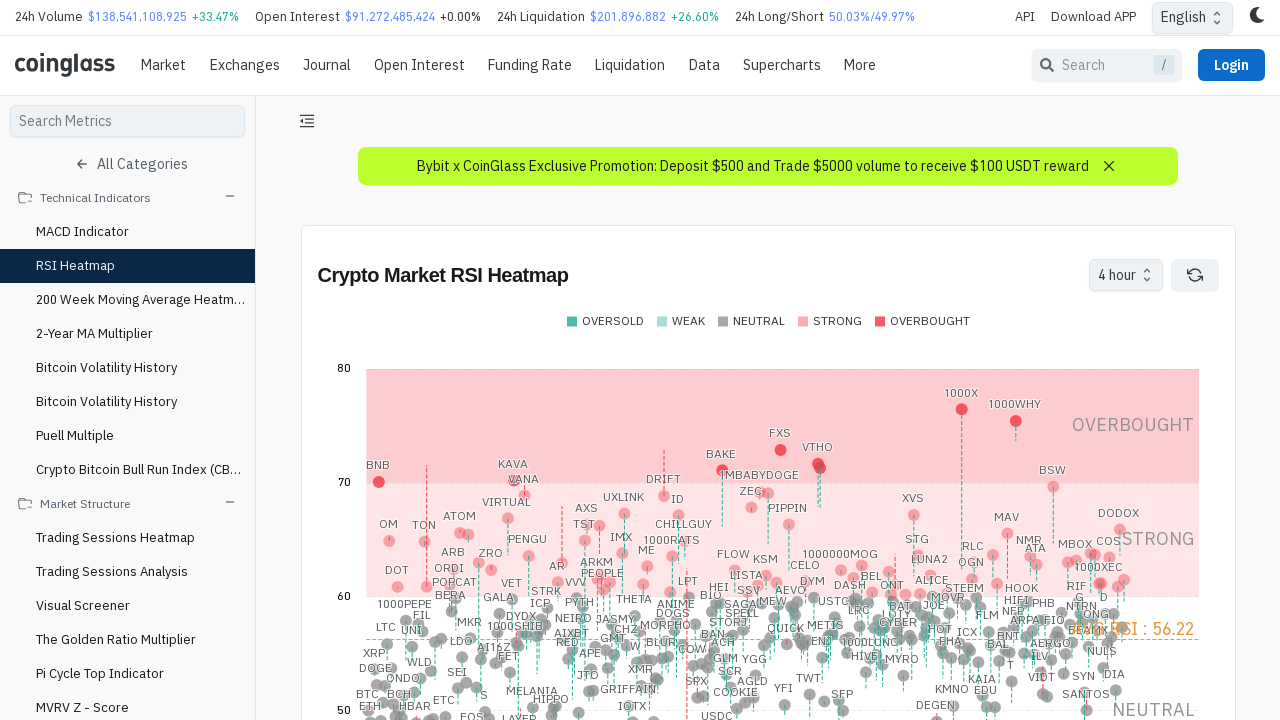 24h Volume $138,541,108,925 +33.47% Open Interest $91,272,485,424 +0.00% 24h Liquidation $201,896,882 +26.60% 24h Long/Short 50.03%/49.97% API Download APP English
coinglass Market Exchanges Journal Open Interest Funding Rate Liquidation Data Supercharts More Search / Login
Search Metrics
All Categories
Technical Indicators
MACD Indicator
RSI Heatmap
200 Week Moving Average Heatm...
2-Year MA Multiplier
Bitcoin Volatility History
Bitcoin Volatility History
Puell Multiple
Crypto Bitcoin Bull Run Index (CB...
Market Structure
Trading Sessions Heatmap
Trading Sessions Analysis
Visual Screener
The Golden Ratio Multiplier
Pi Cycle Top Indicator
MVRV Z - Score
Bybit x CoinGlass Exclusive Promotion: Deposit $500 and Trade $5000 volume to receive $100 USDT reward
Crypto Market RSI Heatmap
4 hour
OVERSOLD WEAK NEUTRAL STRONG OVERBOUGHT
80
1000X
1000WHY
OVERBOUGHT
FXS
VTHO
BAKE
BNB KAVA
BSW
1MBABYDOGE
VANA DRIFT
70
ZEC
UXLINK ID
XVS
VIRTUAL AXS PIPPIN
DODOX
ATOM MAV
OM TON TST CHILLGUY
STRONG
PENGU IMX 1000RATS STG NMR
ARB ZRO ME FLOW 1000000MOG RLC ATA MBOX COS
DOT ORDI AR ARKM KSM CELO LUNA2 OGN 1000XEC
POPCAT VET VVV PEOPLE LPT LISTA DYM DASH BEL ONT ALICE STEEM HOOK RIF
60
BERA GALA STRK HEI SSV AEVO
1000PEPE ICP PYTH THETA ANIME BIO SAGA MEW USTC BAT JOE MOVR HIFI PHB NTRN
FIL DYDX NEIRO JASMY DOGS SPELL LRC FLM NFP
LTC UNI MKR 1000SHIB CHZ MORPHO STORJ QUICK METIS CYBER HOT ICX ARPA FIO
AVG RSI : 56.22
LDO AI16Z RED GMT W BLUR BAN ACH 1000LUNC BNT AERGO
XRP WLD FET APE COW GLM YGG HIVE MYRO BAL T ILV NULS
DOGE ONDO SEI JTO XMR SCR TWT VIDT SYN DIA
BTC BCH ETC S MELANIA GRIFFAIN SPX AGLD YFI SFP KMNO KAIA EDU SANTOS
ETH HBAR HIPPO IOTX COOKIE DEGEN
50
EOS LAYER USDC
NEUTRAL